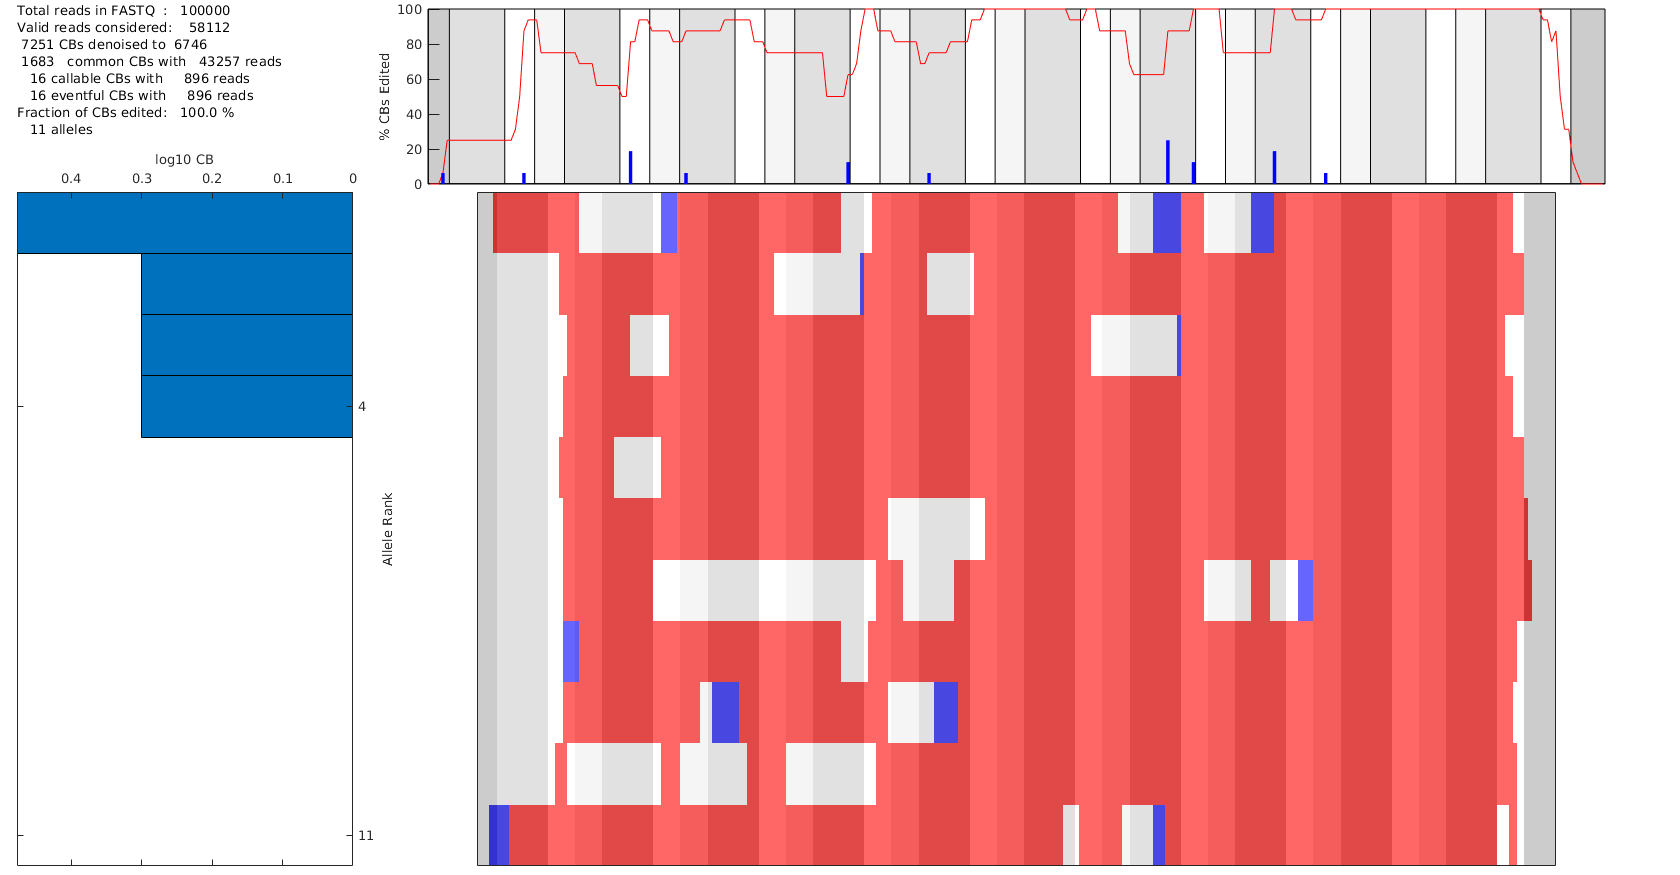 Total reads in FASTQ : 100000
Valid reads considered: 58112
7251 CBs denoised to 6746
1683 common CBs with 43257 reads
16 callable CBs with 896 reads
16 eventful CBs with 896 reads
Fraction of CBs edited: 100.0 %
11 alleles
log10 CB
0.4 0.3 0.2 0.1 0
100
80
60
40
20
0
% CBs Edited
4
11
Allele Rank